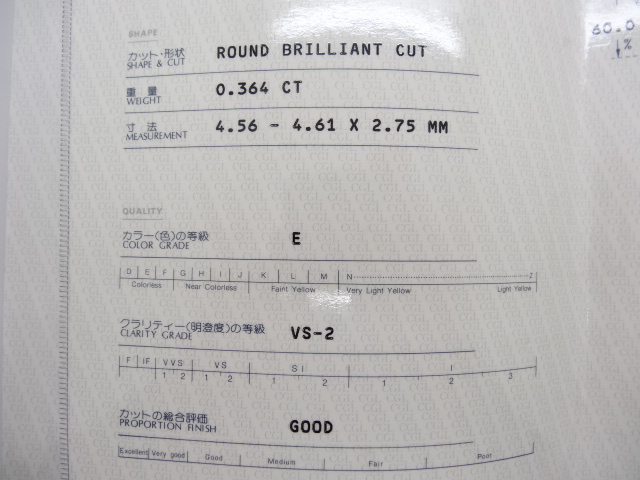 60.0
%
SHAPE
カット・形状
SHAPE & CUT
ROUND BRILLIANT CUT
重量
WEIGHT
0.364 CT
寸法
MEASUREMENT
4.56 - 4.61 X 2.75 MM
QUALITY
カラー(色)の等級
COLOR GRADE
E
D E F G H I J K L M N Z
Colorless Near Colorless Faint Yellow Very Light Yellow Light Yellow
クラリティー(明澄度)の等級
CLARITY GRADE
VS-2
F IF VVS VS SI I
1 2 1 2 1 2 1 2 3
カットの総合評価
PROPORTION FINISH
GOOD
Excellent Very good Good Medium Fair Poor